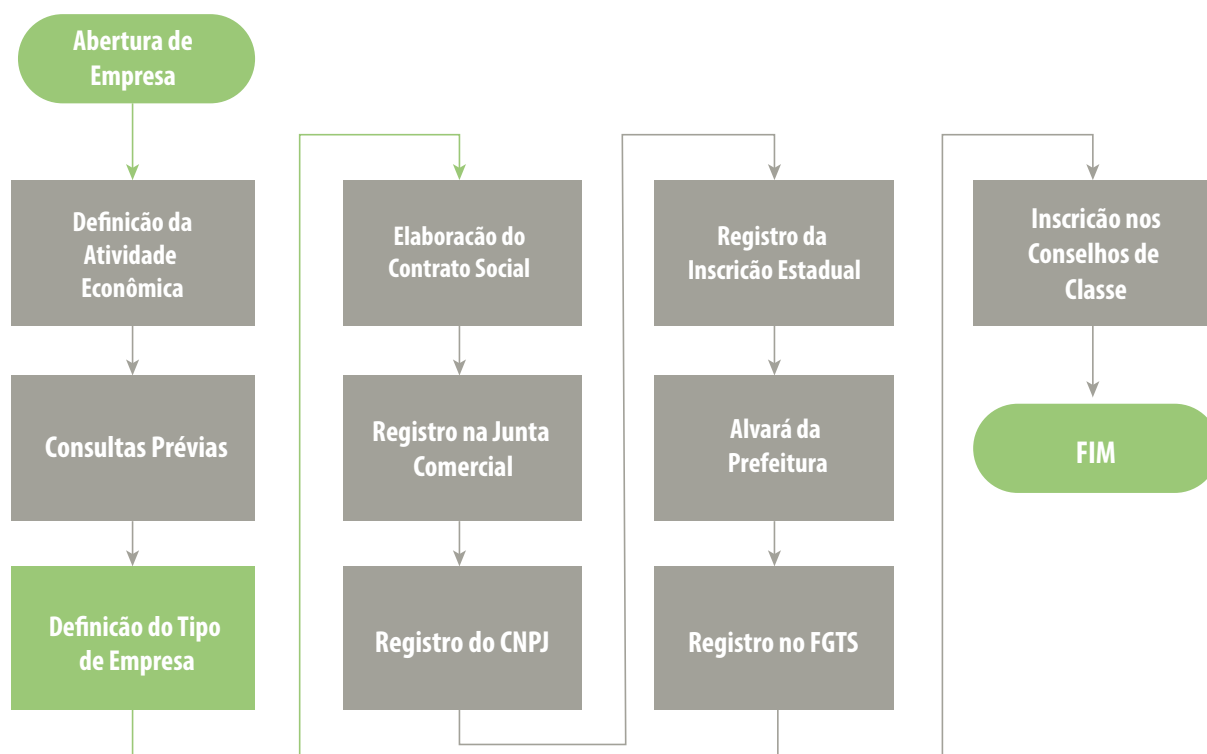 Abertura de
Empresa
Definicão da
Atividade
Econômica
Consultas Prévias
Definicão do Tipo
de Empresa
Elaboracão do
Contrato Social
Registro na Junta
Comercial
Registro do CNPJ
Registro da
Inscricão Estadual
Alvará da
Prefeitura
Registro no FGTS
Inscricão nos
Conselhos de
Classe
FIM